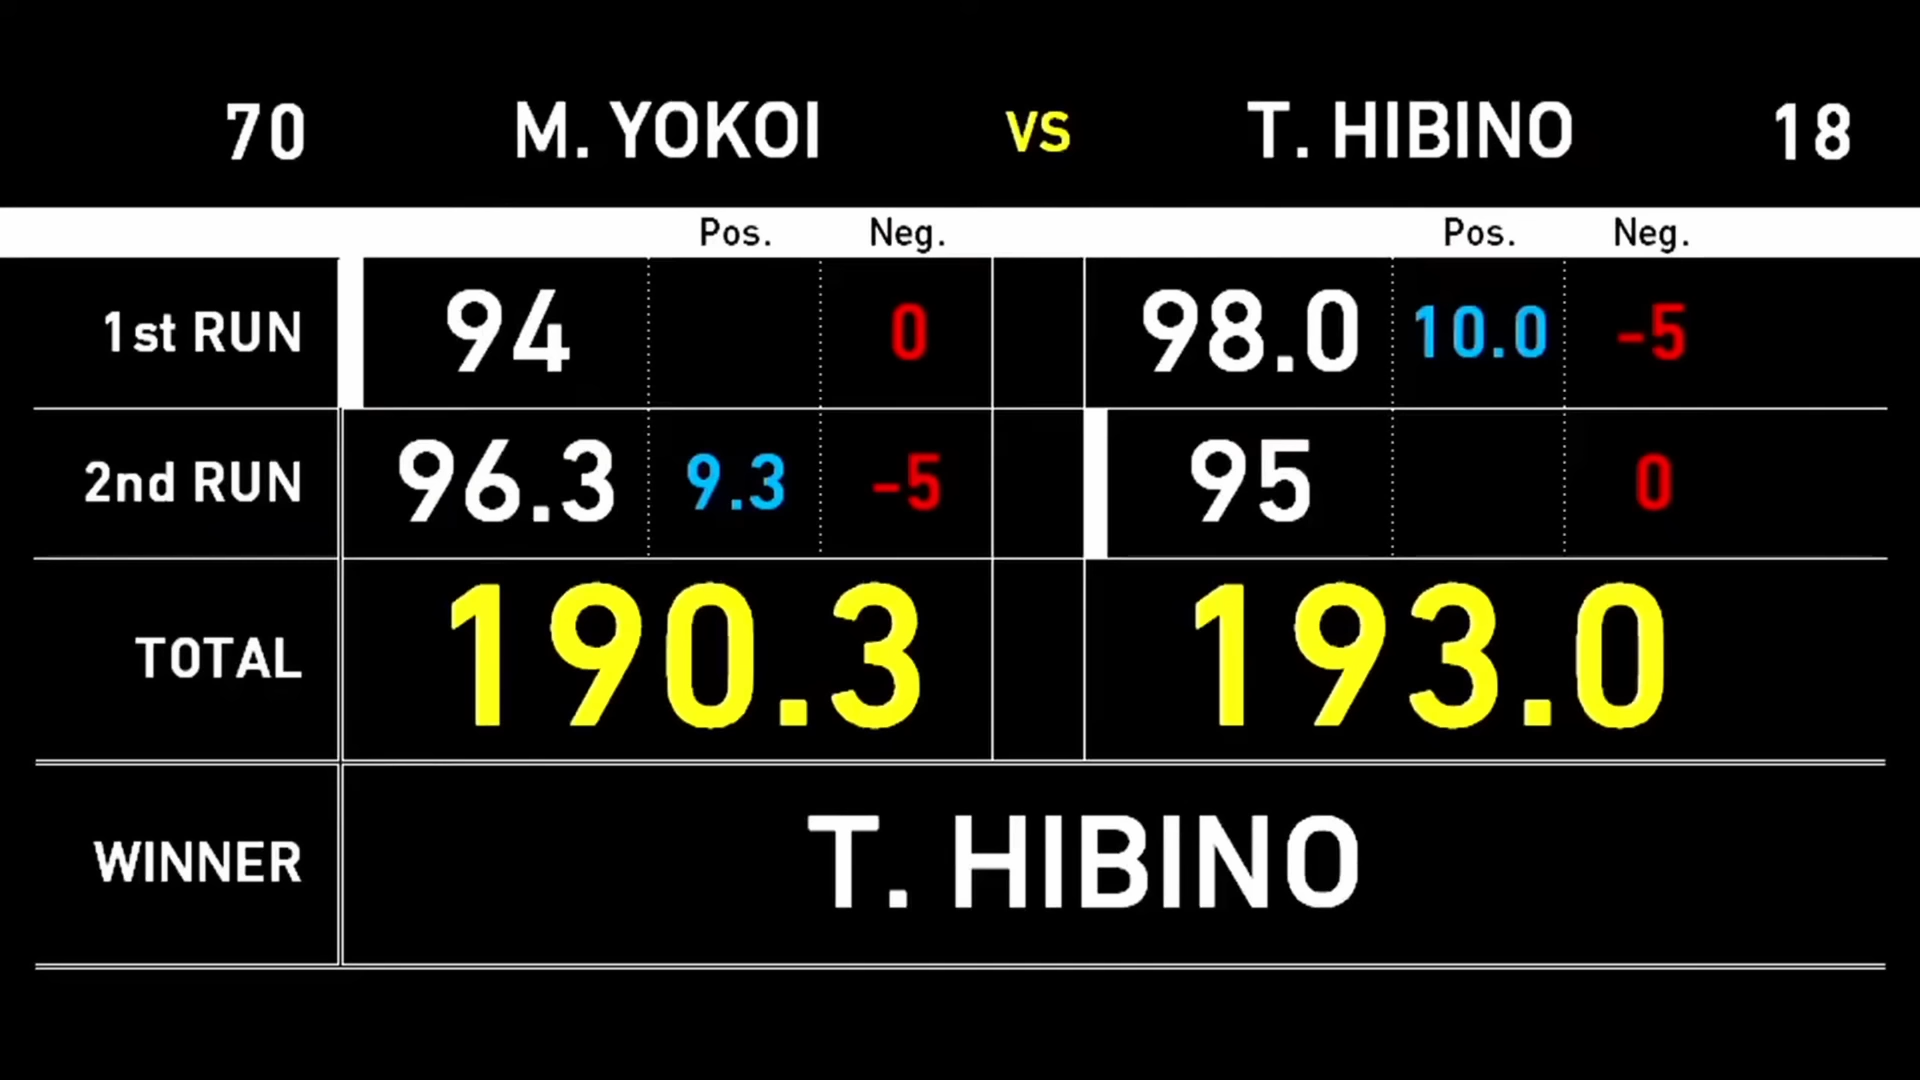 70 M. YOKOI VS T. HIBINO 18
Pos. Neg. Pos. Neg.
1st RUN 94 0 98.0 10.0 -5
2nd RUN 96.3 9.3 -5 95 0
TOTAL 190.3 193.0
WINNER T. HIBINO